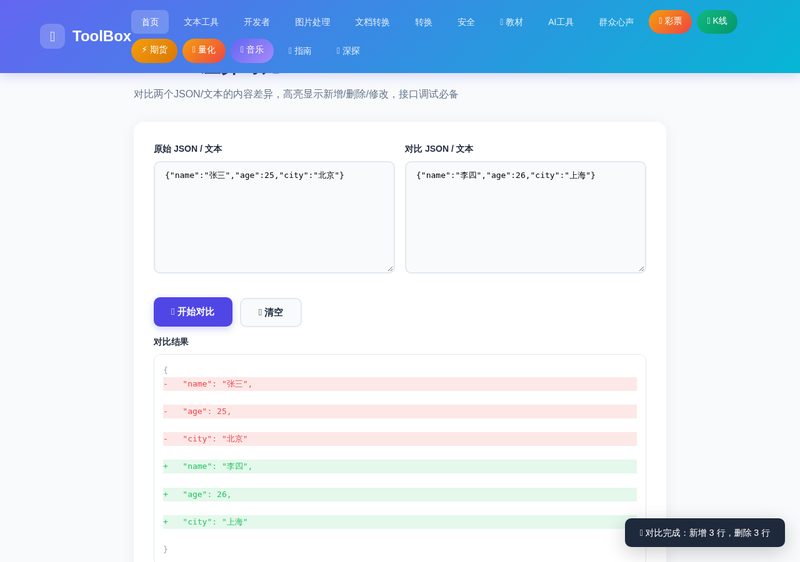 ToolBox
首页 文本工具 开发者 图片处理 文档转换 转换 安全 教材 AI工具 群众心声 彩票 K线
⚡ 期货 量化 音乐 指南 深探
对比两个JSON/文本的内容差异，高亮显示新增/删除/修改，接口调试必备
原始 JSON / 文本
{"name":"张三","age":25,"city":"北京"}
对比 JSON / 文本
{"name":"李四","age":26,"city":"上海"}
开始对比 清空
对比结果
{
-   "name": "张三",
-   "age": 25,
-   "city": "北京"
+   "name": "李四",
+   "age": 26,
+   "city": "上海"
}
对比完成：新增 3 行，删除 3 行